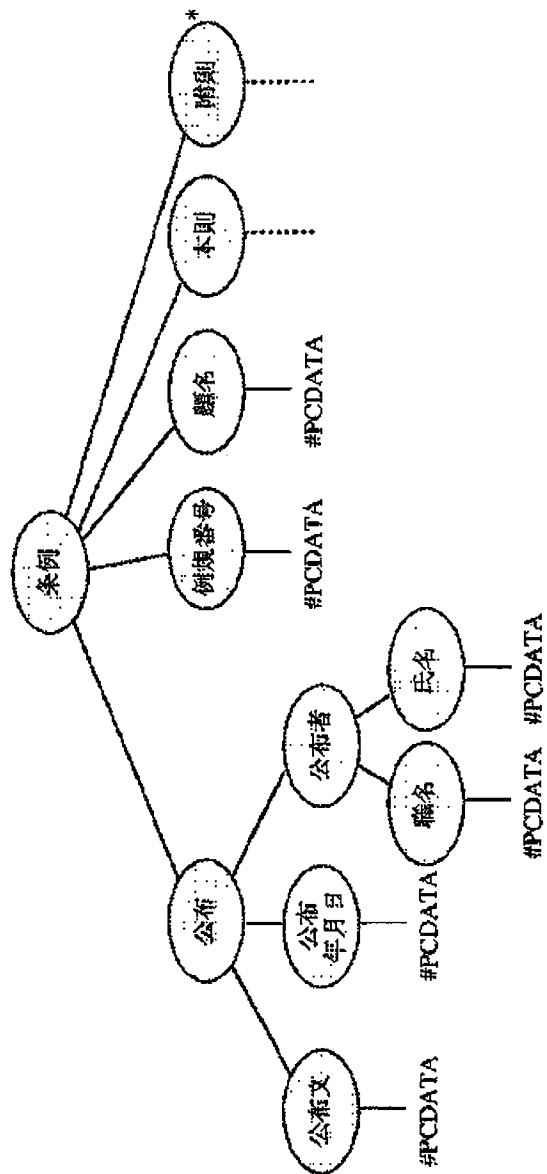 条例
公布
例規番号
題名
本則
附則
*
公布文
公布
年月日
公布者
#PCDATA
#PCDATA
職名
氏名
#PCDATA
#PCDATA
#PCDATA
#PCDATA